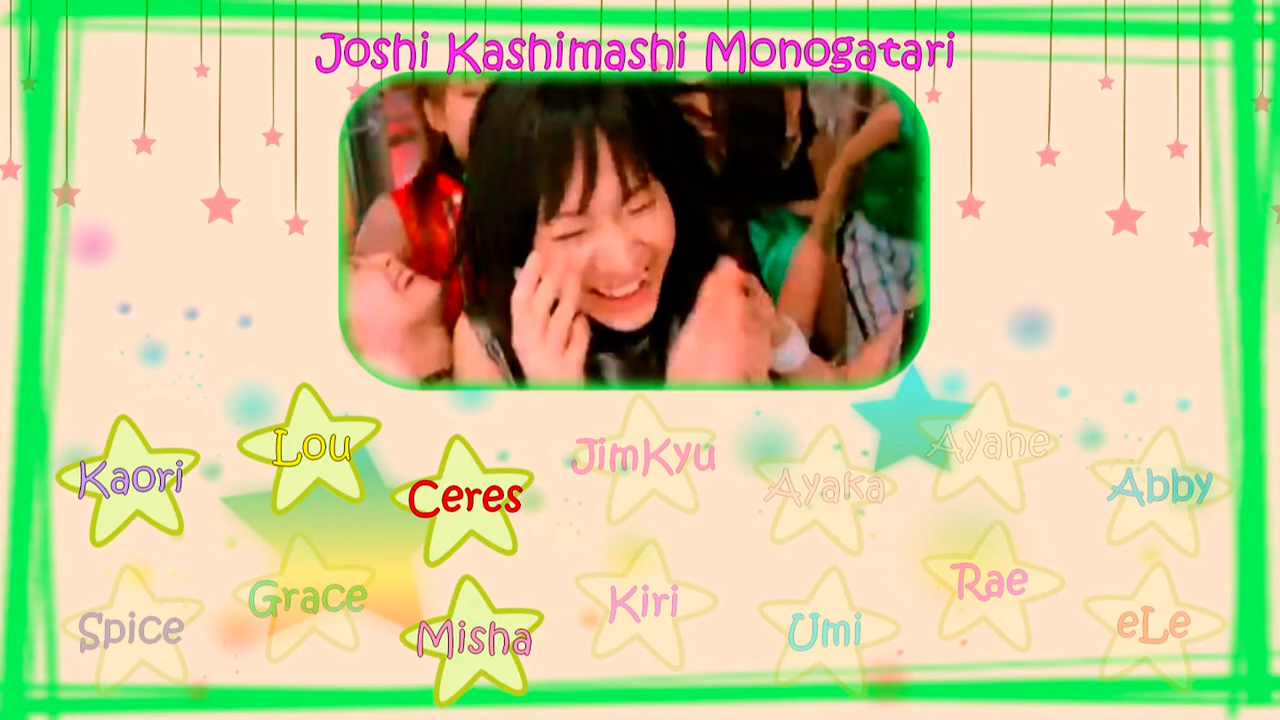 Joshi Kashimashi Monogatari
Kaori
Lou
Ceres
JimKyu
Ayaka
Ayane
Abby
Spice
Grace
Misha
Kiri
Umi
Rae
eLe